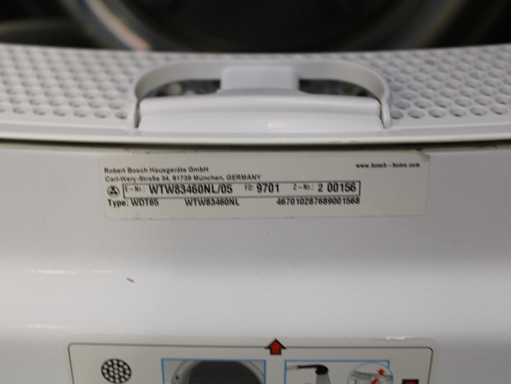 Robert Bosch Hausgeräte GmbH www.bosch-home.com
Carl-Wery-Straße 34, 81739 München, GERMANY
E-Nr.: WTW83460NL/05 FD: 9701 Z-Nr.: 2 00156
Type: WDT65 WTW83460NL 467010287689001568